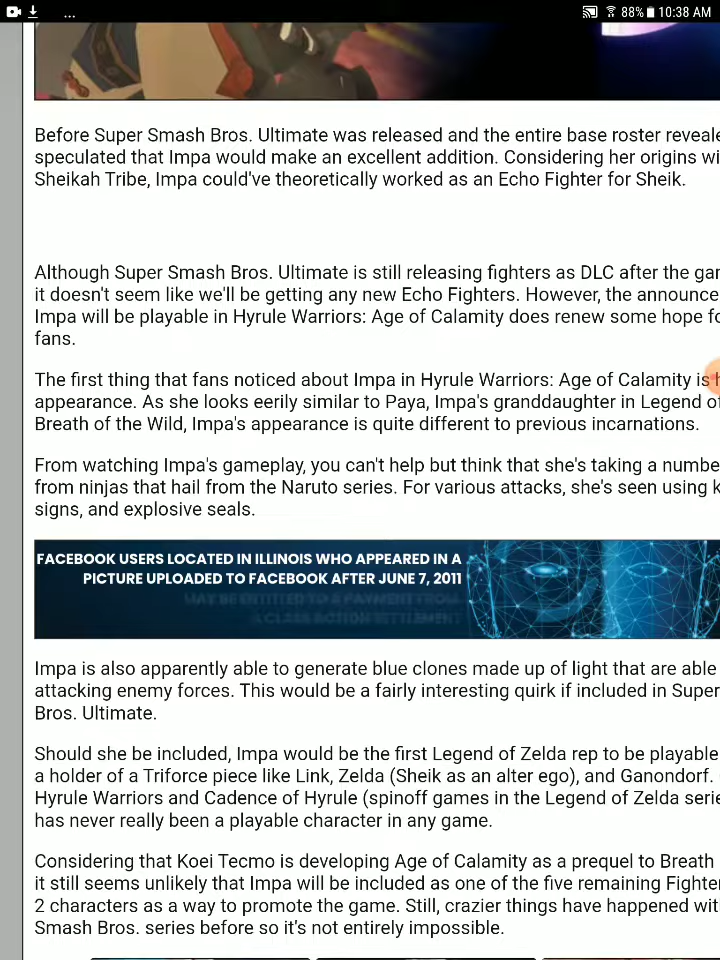 ... 88% 10:38 AM
Before Super Smash Bros. Ultimate was released and the entire base roster reveale
speculated that Impa would make an excellent addition. Considering her origins wi
Sheikah Tribe, Impa could've theoretically worked as an Echo Fighter for Sheik.
Although Super Smash Bros. Ultimate is still releasing fighters as DLC after the gar
it doesn't seem like we'll be getting any new Echo Fighters. However, the announce
Impa will be playable in Hyrule Warriors: Age of Calamity does renew some hope fo
fans.
The first thing that fans noticed about Impa in Hyrule Warriors: Age of Calamity is h
appearance. As she looks eerily similar to Paya, Impa's granddaughter in Legend of
Breath of the Wild, Impa's appearance is quite different to previous incarnations.
From watching Impa's gameplay, you can't help but think that she's taking a numbe
from ninjas that hail from the Naruto series. For various attacks, she's seen using k
signs, and explosive seals.
FACEBOOK USERS LOCATED IN ILLINOIS WHO APPEARED IN A
PICTURE UPLOADED TO FACEBOOK AFTER JUNE 7, 2011
MAY BE ENTITLED TO A PAYMENT FROM
A CLASS ACTION SETTLEMENT
Impa is also apparently able to generate blue clones made up of light that are able
attacking enemy forces. This would be a fairly interesting quirk if included in Super
Bros. Ultimate.
Should she be included, Impa would be the first Legend of Zelda rep to be playable
a holder of a Triforce piece like Link, Zelda (Sheik as an alter ego), and Ganondorf.
Hyrule Warriors and Cadence of Hyrule (spinoff games in the Legend of Zelda serie
has never really been a playable character in any game.
Considering that Koei Tecmo is developing Age of Calamity as a prequel to Breath
it still seems unlikely that Impa will be included as one of the five remaining Fighte
2 characters as a way to promote the game. Still, crazier things have happened wit
Smash Bros. series before so it's not entirely impossible.